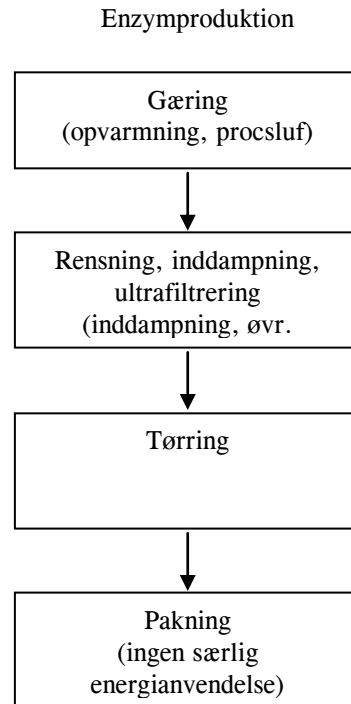 Enzymproduktion
Gæring
(opvarmning, procsluf)
Rensning, inddampning,
ultrafiltrering
(inddampning, øvr.
Tørring
Pakning
(ingen særlig
energianvendelse)